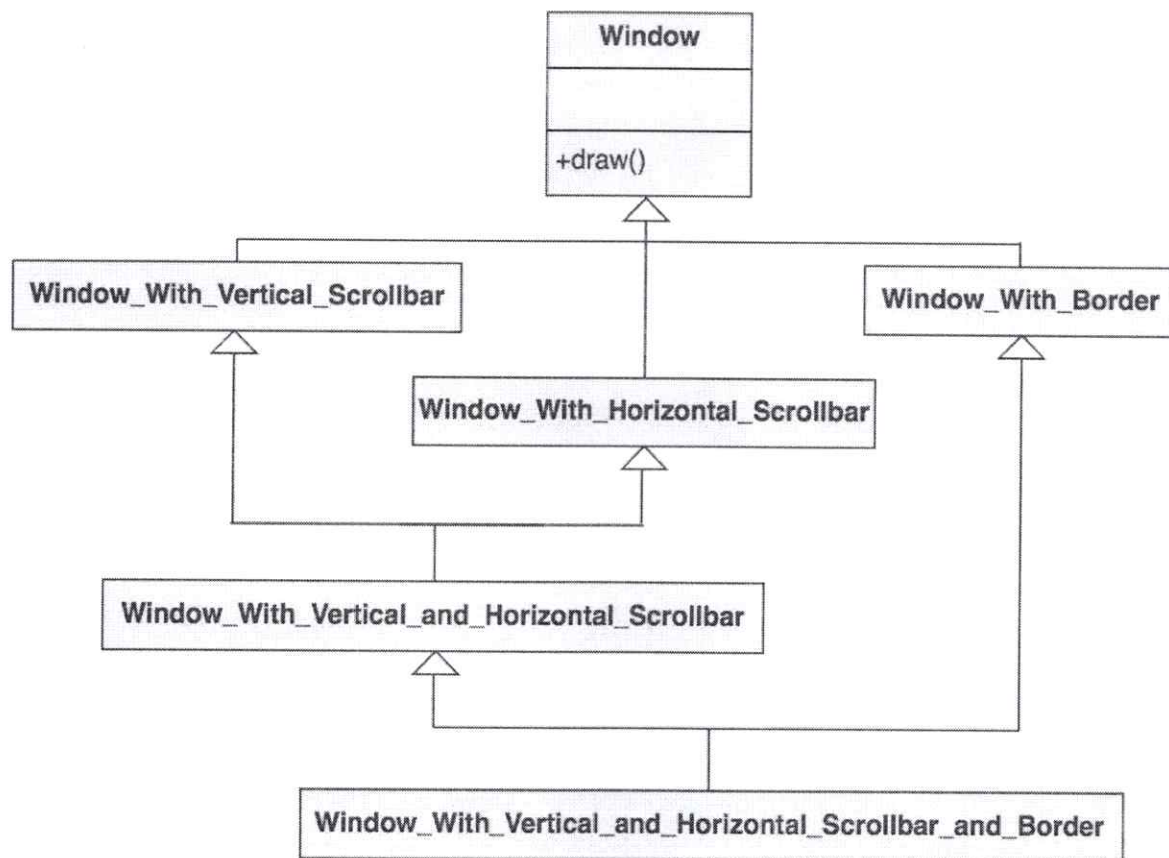 Window
+draw()
Window_With_Vertical_Scrollbar
Window_With_Border
Window_With_Horizontal_Scrollbar
Window_With_Vertical_and_Horizontal_Scrollbar
Window_With_Vertical_and_Horizontal_Scrollbar_and_Border